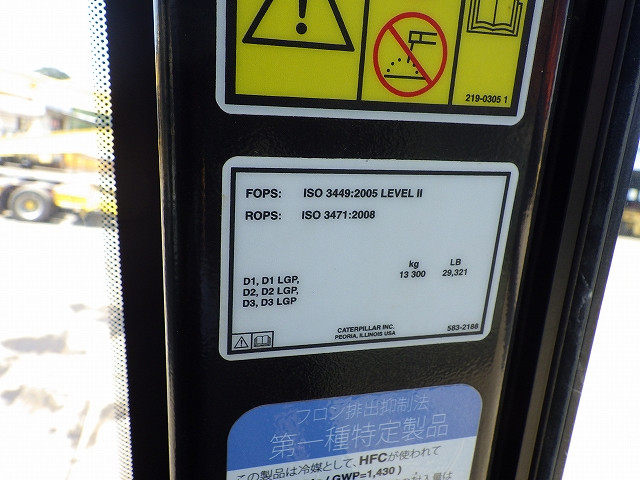 219-0305 1
FOPS: ISO 3449:2005 LEVEL II
ROPS: ISO 3471:2008
kg LB
D1, D1 LGP, 13 300 29,321
D2, D2 LGP,
D3, D3 LGP
CATERPILLAR INC.
PEORIA, ILLINOIS USA
583-2188
フロン排出抑制法
第一種特定製品
この製品は冷媒として、HFCが使われて
/ GWP=1,430 )